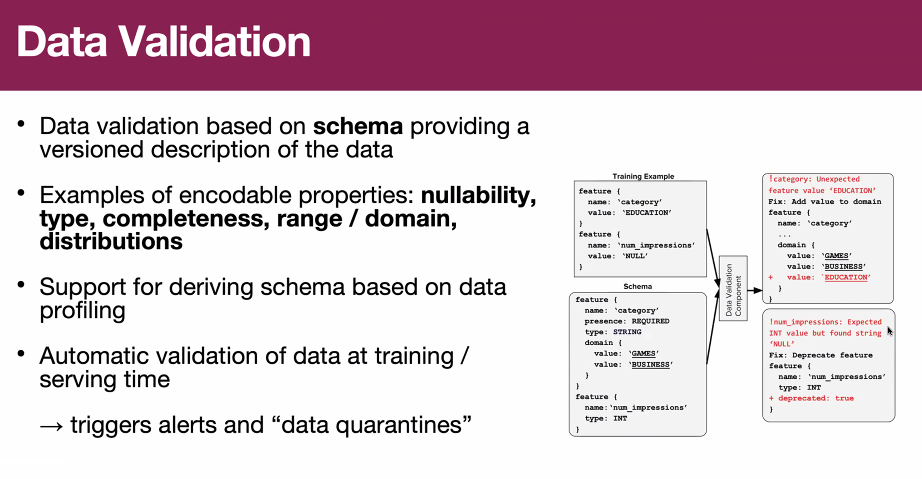 Data Validation
• Data validation based on schema providing a
versioned description of the data
• Examples of encodable properties: nullability,
type, completeness, range / domain,
distributions
• Support for deriving schema based on data
profiling
• Automatic validation of data at training /
serving time
→ triggers alerts and “data quarantines”
Training Example
feature {
name: ‘category’
value: ‘EDUCATION’
}
feature {
name: ‘num_impressions’
value: ‘NULL’
}
Schema
feature {
name: ‘category’
presence: REQUIRED
type: STRING
domain {
value: ‘GAMES’
value: ‘BUSINESS’
}
}
feature {
name:‘num_impressions’
type: INT
}
Data Validation
Component
!category: Unexpected
feature value ‘EDUCATION’
Fix: Add value to domain
feature {
name: ‘category’
...
domain {
value: ‘GAMES’
value: ‘BUSINESS’
+ value: ‘EDUCATION’
}
}
!num_impressions: Expected
INT value but found string
‘NULL’
Fix: Deprecate feature
feature {
name: ‘num_impressions’
type: INT
+ deprecated: true
}